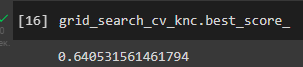 [16] grid_search_cv_knc.best_score_
0.640531561461794